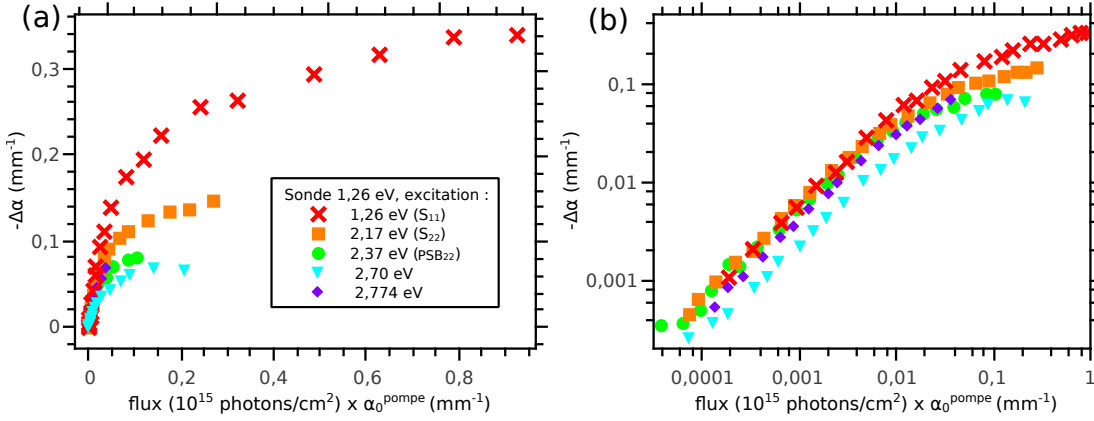 (a)
0,3
0,2
0,1
0
-Δα (mm⁻¹)
0 0,2 0,4 0,6 0,8
flux (10¹⁵ photons/cm²) x α₀ᵖᵒᵐᵖᵉ (mm⁻¹)
Sonde 1,26 eV, excitation :
1,26 eV (S₁₁)
2,17 eV (S₂₂)
2,37 eV (PSB₂₂)
2,70 eV
2,774 eV
(b)
0,1
0,01
0,001
-Δα (mm⁻¹)
0,0001 0,001 0,01 0,1 1
flux (10¹⁵ photons/cm²) x α₀ᵖᵒᵐᵖᵉ (mm⁻¹)